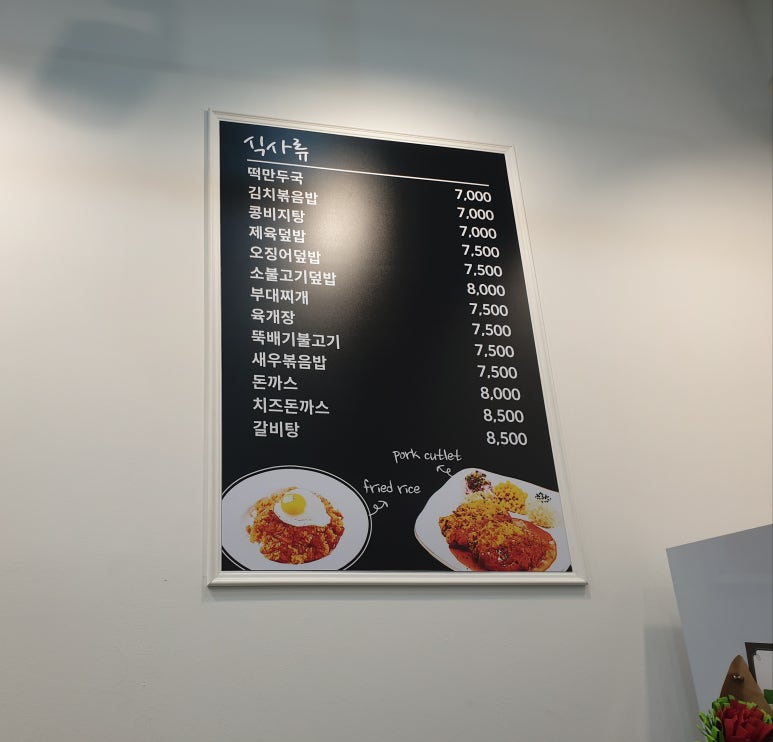 식사류
떡만두국 7,000
김치볶음밥 7,000
콩비지탕 7,000
제육덮밥 7,500
오징어덮밥 7,500
소불고기덮밥 8,000
부대찌개 7,500
육개장 7,500
뚝배기불고기 7,500
새우볶음밥 7,500
돈까스 8,000
치즈돈까스 8,500
갈비탕 8,500
pork cutlet
fried rice